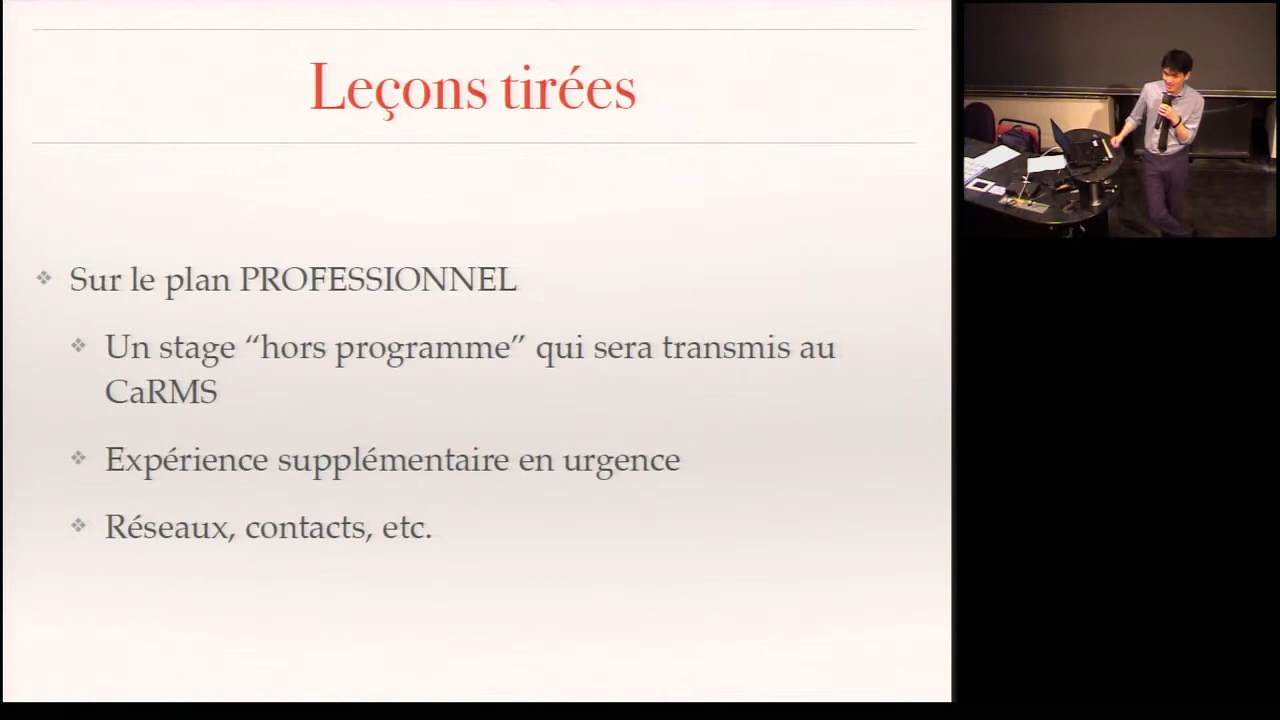 Leçons tirées
Sur le plan PROFESSIONNEL
Un stage “hors programme” qui sera transmis au
CaRMS
Expérience supplémentaire en urgence
Réseaux, contacts, etc.